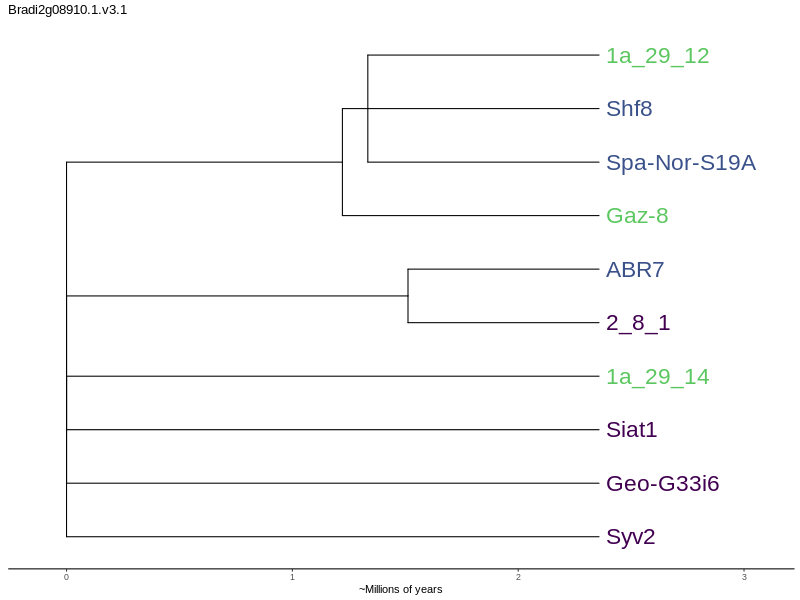 Bradi2g08910.1.v3.1
1a_29_12
Shf8
Spa-Nor-S19A
Gaz-8
ABR7
2_8_1
1a_29_14
Siat1
Geo-G33i6
Syv2
0 1 2 3
~Millions of years